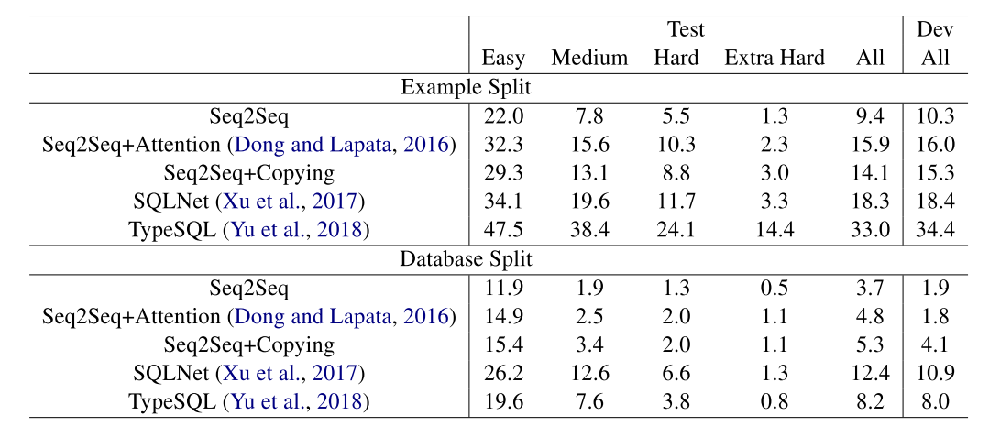 Test Dev
Easy Medium Hard Extra Hard All All
Example Split
Seq2Seq 22.0 7.8 5.5 1.3 9.4 10.3
Seq2Seq+Attention (Dong and Lapata, 2016) 32.3 15.6 10.3 2.3 15.9 16.0
Seq2Seq+Copying 29.3 13.1 8.8 3.0 14.1 15.3
SQLNet (Xu et al., 2017) 34.1 19.6 11.7 3.3 18.3 18.4
TypeSQL (Yu et al., 2018) 47.5 38.4 24.1 14.4 33.0 34.4
Database Split
Seq2Seq 11.9 1.9 1.3 0.5 3.7 1.9
Seq2Seq+Attention (Dong and Lapata, 2016) 14.9 2.5 2.0 1.1 4.8 1.8
Seq2Seq+Copying 15.4 3.4 2.0 1.1 5.3 4.1
SQLNet (Xu et al., 2017) 26.2 12.6 6.6 1.3 12.4 10.9
TypeSQL (Yu et al., 2018) 19.6 7.6 3.8 0.8 8.2 8.0